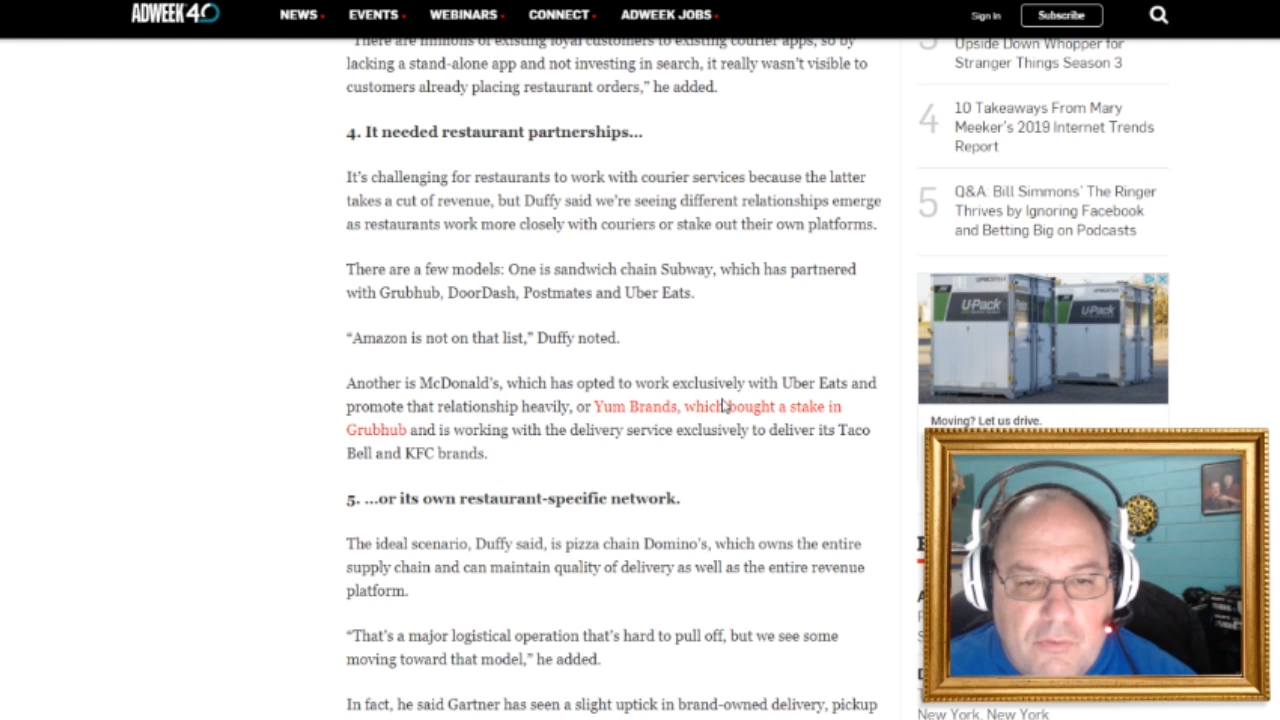 ADWEEK 40
NEWS
EVENTS
WEBINARS
CONNECT
ADWEEK JOBS
Sign In
Subscribe
"There are millions of existing loyal customers to existing courier apps, so by
lacking a stand-alone app and not investing in search, it really wasn't visible to
customers already placing restaurant orders," he added.
4. It needed restaurant partnerships...
It's challenging for restaurants to work with courier services because the latter
takes a cut of revenue, but Duffy said we're seeing different relationships emerge
as restaurants work more closely with couriers or stake out their own platforms.
There are a few models: One is sandwich chain Subway, which has partnered
with Grubhub, DoorDash, Postmates and Uber Eats.
"Amazon is not on that list," Duffy noted.
Another is McDonald's, which has opted to work exclusively with Uber Eats and
promote that relationship heavily, or Yum Brands, which bought a stake in
Grubhub and is working with the delivery service exclusively to deliver its Taco
Bell and KFC brands.
5. ...or its own restaurant-specific network.
The ideal scenario, Duffy said, is pizza chain Domino's, which owns the entire
supply chain and can maintain quality of delivery as well as the entire revenue
platform.
"That's a major logistical operation that's hard to pull off, but we see some
moving toward that model," he added.
In fact, he said Gartner has seen a slight uptick in brand-owned delivery, pickup
3
Upside Down Whopper for
Stranger Things Season 3
4
10 Takeaways From Mary
Meeker's 2019 Internet Trends
Report
5
Q&A: Bill Simmons' The Ringer
Thrives by Ignoring Facebook
and Betting Big on Podcasts
U-Pack
U-Pack
Moving? Let us drive.
New York, New York